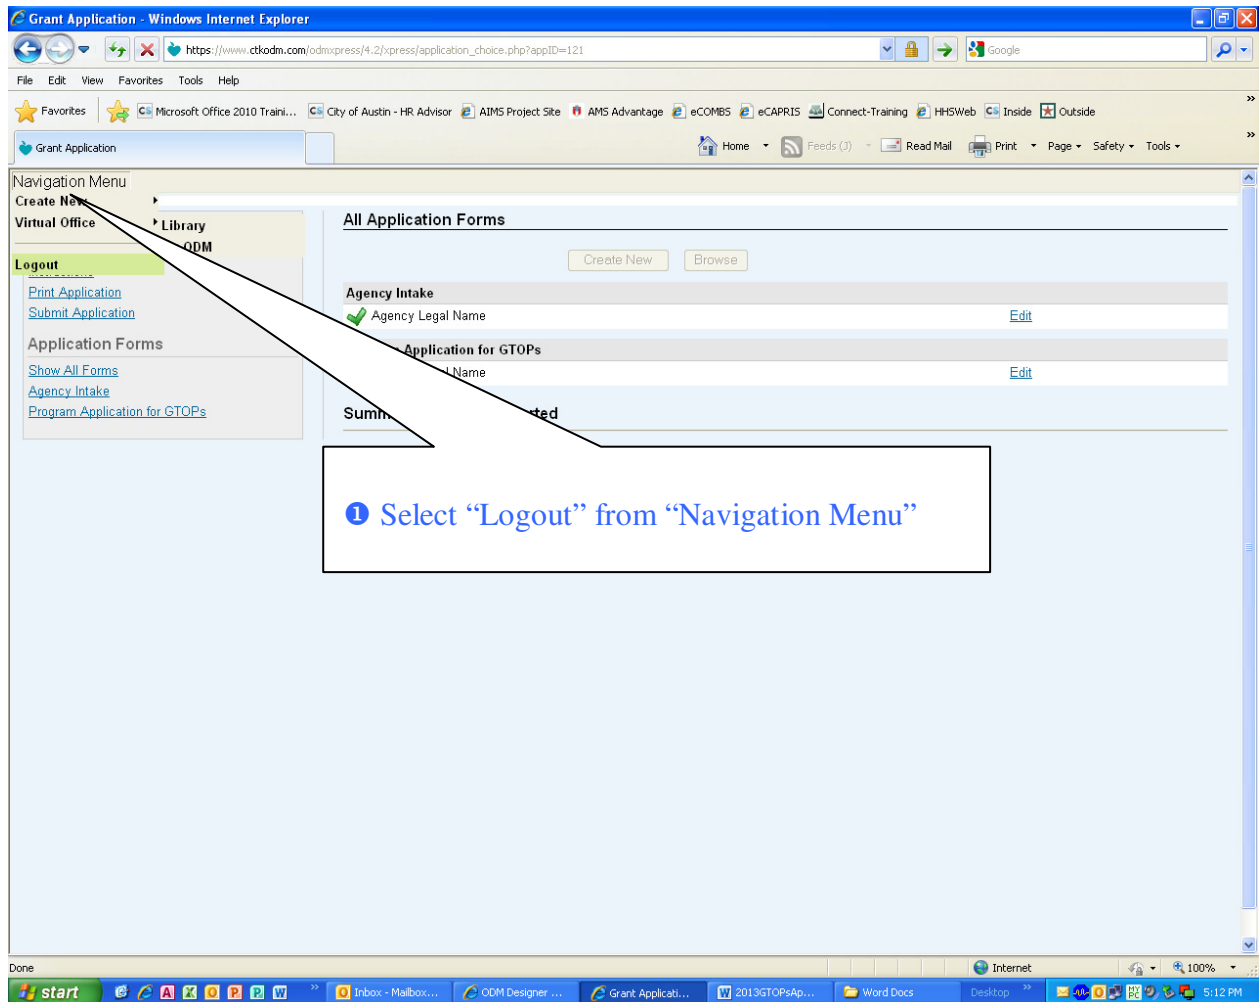 Grant Application - Windows Internet Explorer
https://www.ctkodm.com/odmxpress/4.2/xpress/application_choice.php?appID=121
Google
File Edit View Favorites Tools Help
Favorites Microsoft Office 2010 Traini... City of Austin - HR Advisor AIMS Project Site AMS Advantage eCOMBS eCAPRIS Connect-Training HHSWeb Inside Outside
Grant Application
Home Feeds (J) Read Mail Print Page Safety Tools
Navigation Menu
Create New
Virtual Office
Library
ODM
Logout
Print Application
Submit Application
Application Forms
Show All Forms
Agency Intake
Program Application for GTOPs
All Application Forms
Create New Browse
Agency Intake
Agency Legal Name Edit
Application for GTOPs
Name Edit
Summ
❶ Select “Logout” from “Navigation Menu”
Done Internet 100%
start Inbox - Mailbox... ODM Designer ... Grant Applicati... 2013GTOPsAp... Word Docs Desktop 5:12 PM